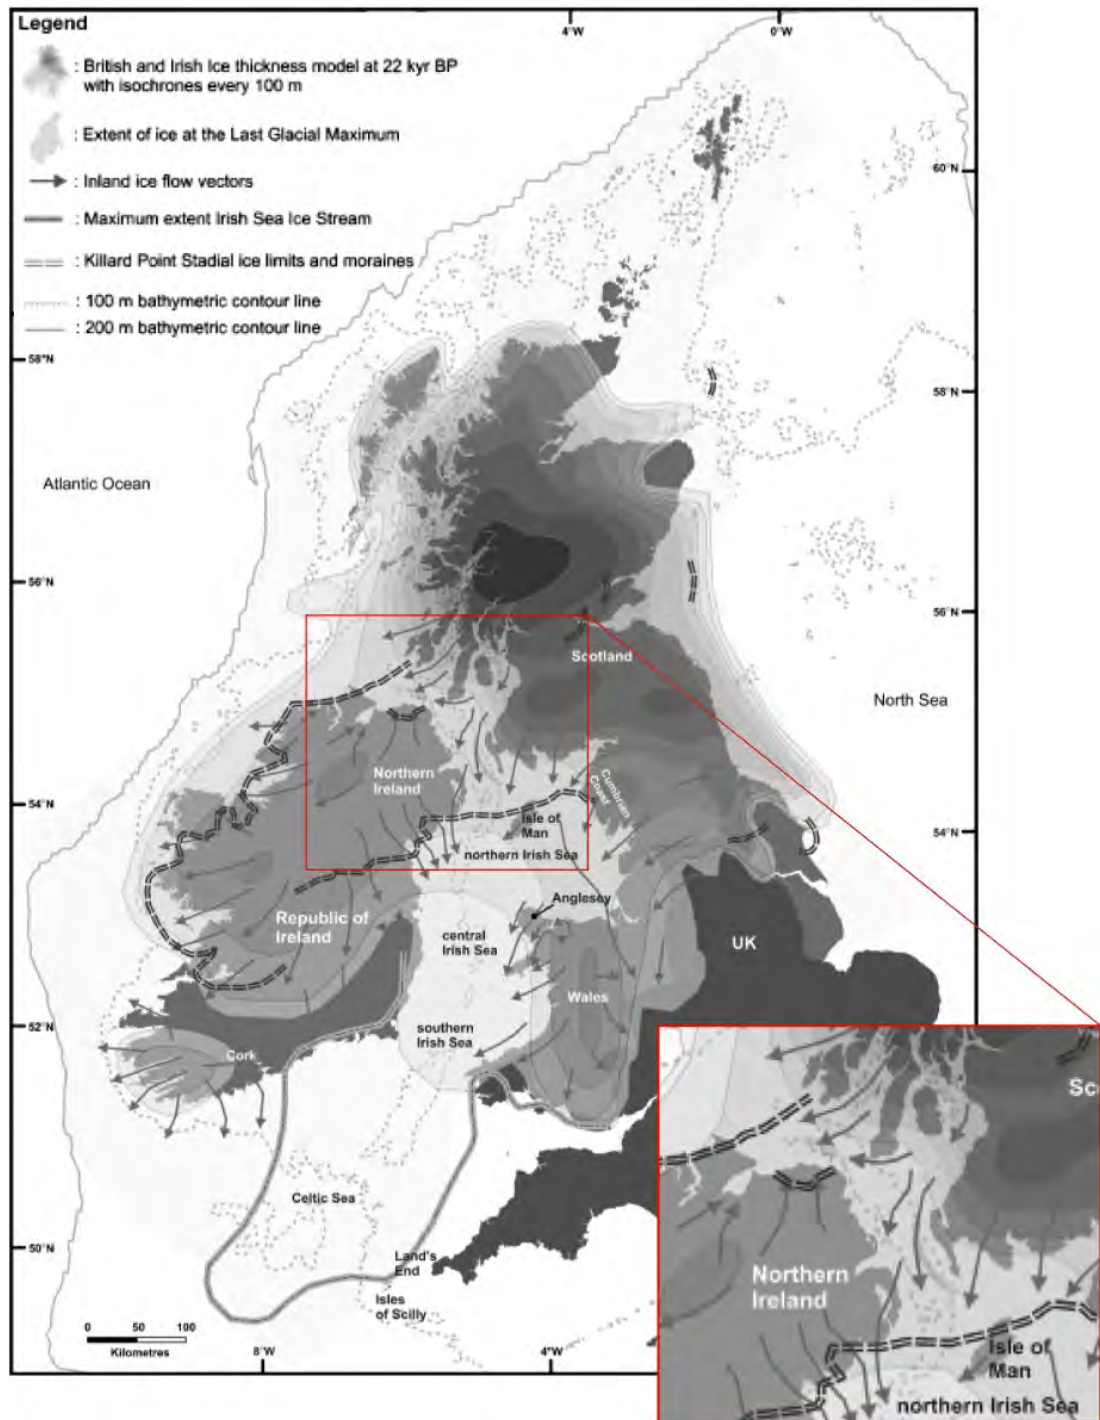 Legend
: British and Irish Ice thickness model at 22 kyr BP
with isochrones every 100 m
: Extent of ice at the Last Glacial Maximum
: Inland ice flow vectors
: Maximum extent Irish Sea Ice Stream
: Killard Point Stadial ice limits and moraines
: 100 m bathymetric contour line
: 200 m bathymetric contour line
4°W
0°W
60°N
58°N
58°N
Atlantic Ocean
56°N
56°N
Scotland
North Sea
Northern
Ireland
Cumbrian
Coast
54°N
54°N
Isle of
Man
northern Irish Sea
Anglesey
Republic of
Ireland
central
Irish Sea
UK
Wales
52°N
southern
Irish Sea
Cork
Celtic Sea
50°N
Land's
End
Isles
of Scilly
0 50 100
Kilometres
8°W
4°W
Sc
Northern
Ireland
Isle of
Man
northern Irish Sea